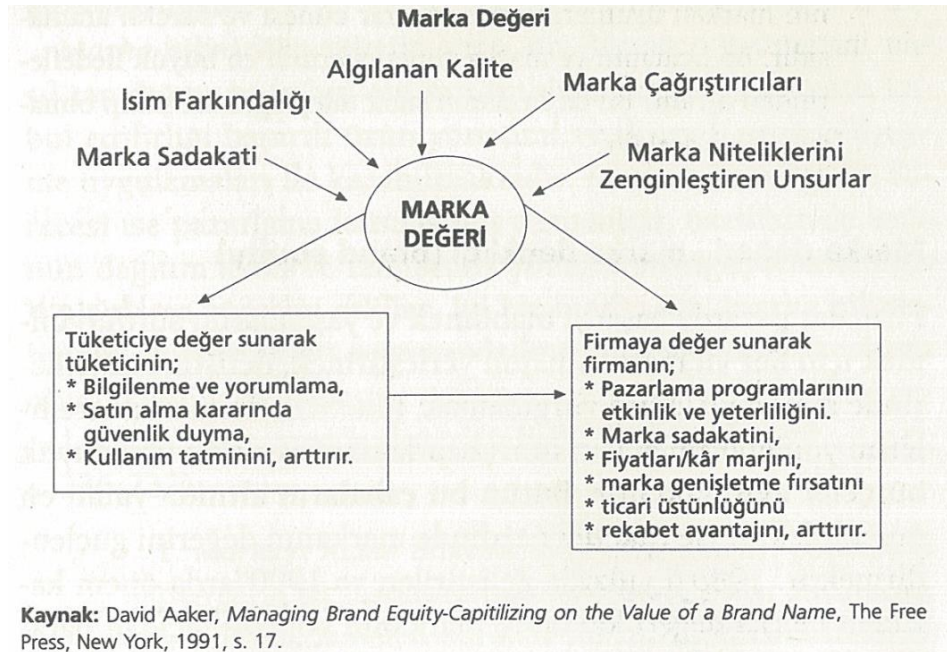 Marka Değeri
Algılanan Kalite
Marka Çağrıştırıcıları
İsim Farkındalığı
Marka Sadakati
Marka Niteliklerini
Zenginleştiren Unsurlar
MARKA
DEĞERİ
Tüketiciye değer sunarak
tüketicinin;
* Bilgilenme ve yorumlama,
* Satın alma kararında
güvenlik duyma,
* Kullanım tatminini, arttırır.
Firmaya değer sunarak
firmanın;
* Pazarlama programlarının
etkinlik ve yeterliliğini.
* Marka sadakatini,
* Fiyatları/kâr marjını,
* marka genişletme fırsatını
* ticari üstünlüğünü
* rekabet avantajını, arttırır.
Kaynak: David Aaker, Managing Brand Equity-Capitilizing on the Value of a Brand Name, The Free
Press, New York, 1991, s. 17.